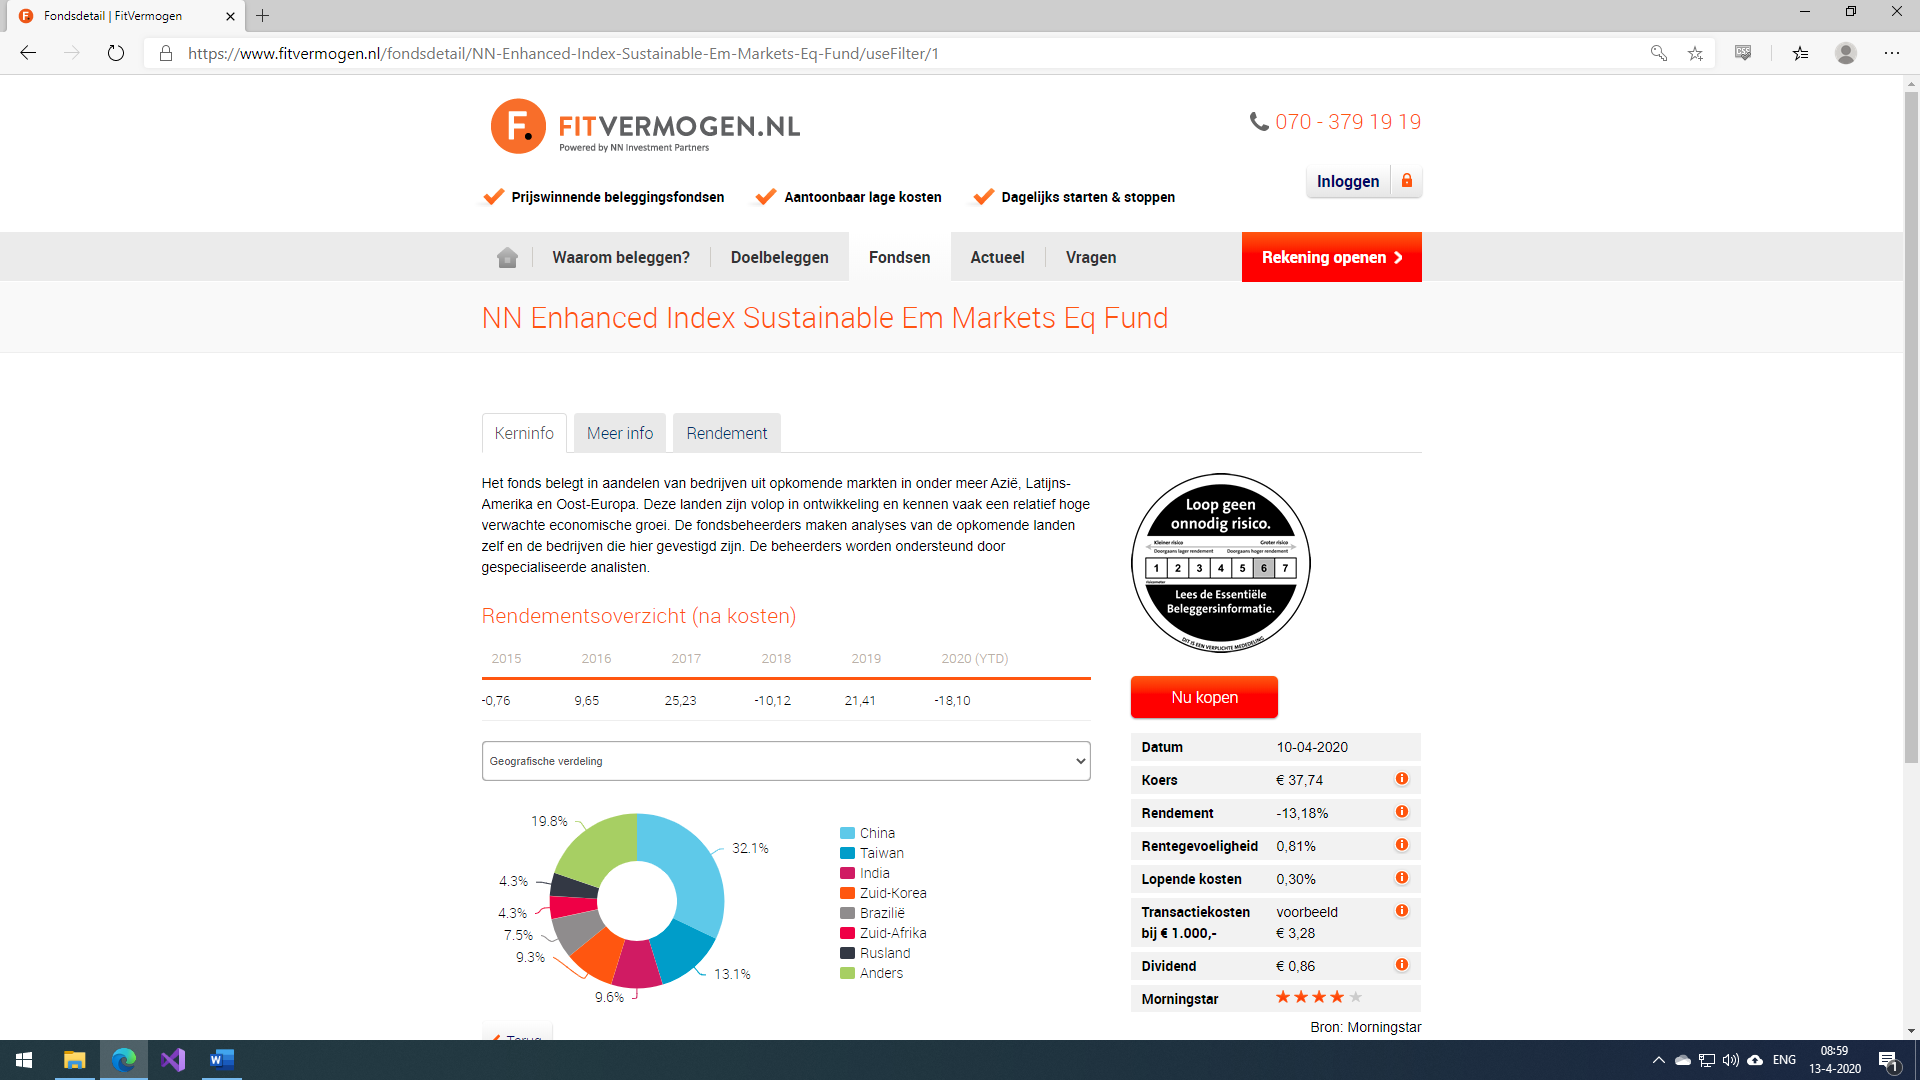 Fondsdetail | FitVermogen
https://www.fitvermogen.nl/fondsdetail/NN-Enhanced-Index-Sustainable-Em-Markets-Eq-Fund/useFilter/1
F.
FITVERMOGEN.NL
Powered by NN Investment Partners
070 - 379 19 19
Inloggen
Prijswinnende beleggingsfondsen
Aantoonbaar lage kosten
Dagelijks starten & stoppen
Waarom beleggen?
Doelbeleggen
Fondsen
Actueel
Vragen
Rekening openen
NN Enhanced Index Sustainable Em Markets Eq Fund
Kerninfo
Meer info
Rendement
Het fonds belegt in aandelen van bedrijven uit opkomende markten in onder meer Azië, Latijns-
Amerika en Oost-Europa. Deze landen zijn volop in ontwikkeling en kennen vaak een relatief hoge
verwachte economische groei. De fondsbeheerders maken analyses van de opkomende landen
zelf en de bedrijven die hier gevestigd zijn. De beheerders worden ondersteund door
gespecialiseerde analisten.
Rendementsoverzicht (na kosten)
2015 2016 2017 2018 2019 2020 (YTD)
-0,76 9,65 25,23 -10,12 21,41 -18,10
Geografische verdeling
19.8%
32.1%
4.3%
4.3%
7.5%
9.3%
9.6%
13.1%
China
Taiwan
India
Zuid-Korea
Brazilië
Zuid-Afrika
Rusland
Anders
Terug
Loop geen
onnodig risico.
Kleiner risico Groter risico
Doorgaans lager rendement Doorgaans hoger rendement
1 2 3 4 5 6 7
risicometer
Lees de Essentiële
Beleggersinformatie.
DIT IS EEN VERPLICHTE MEDEDELING
Nu kopen
Datum 10-04-2020
Koers € 37,74
Rendement -13,18%
Rentegevoeligheid 0,81%
Lopende kosten 0,30%
Transactiekosten voorbeeld
bij € 1.000,- € 3,28
Dividend € 0,86
Morningstar
Bron: Morningstar
ENG
08:59
13-4-2020
1